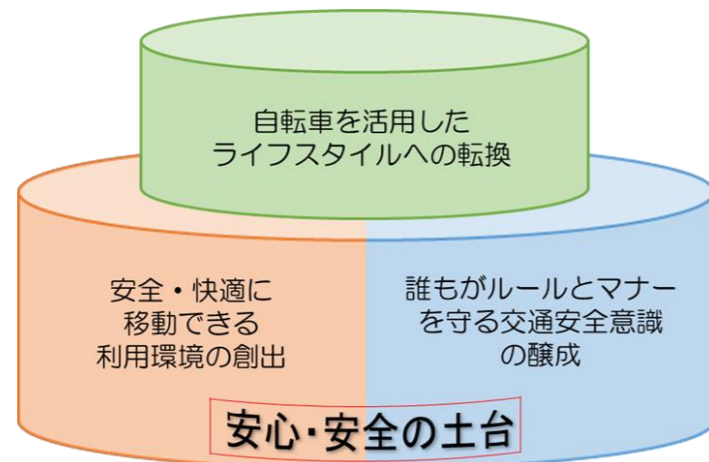 自転車を活用した
ライフスタイルへの転換
安全・快適に
移動できる
利用環境の創出
誰もがルールとマナー
を守る交通安全意識
の醸成
安心・安全の土台